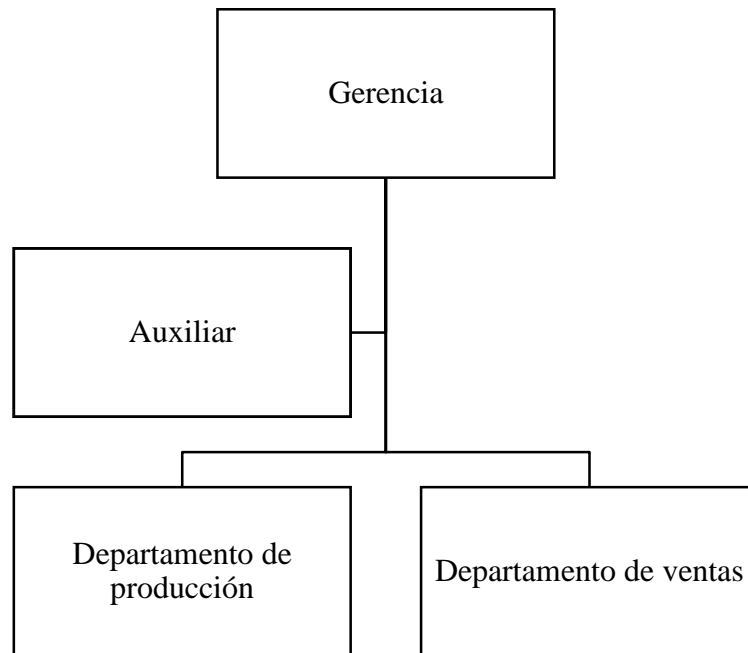 Gerencia
Auxiliar
Departamento de
producción
Departamento de ventas